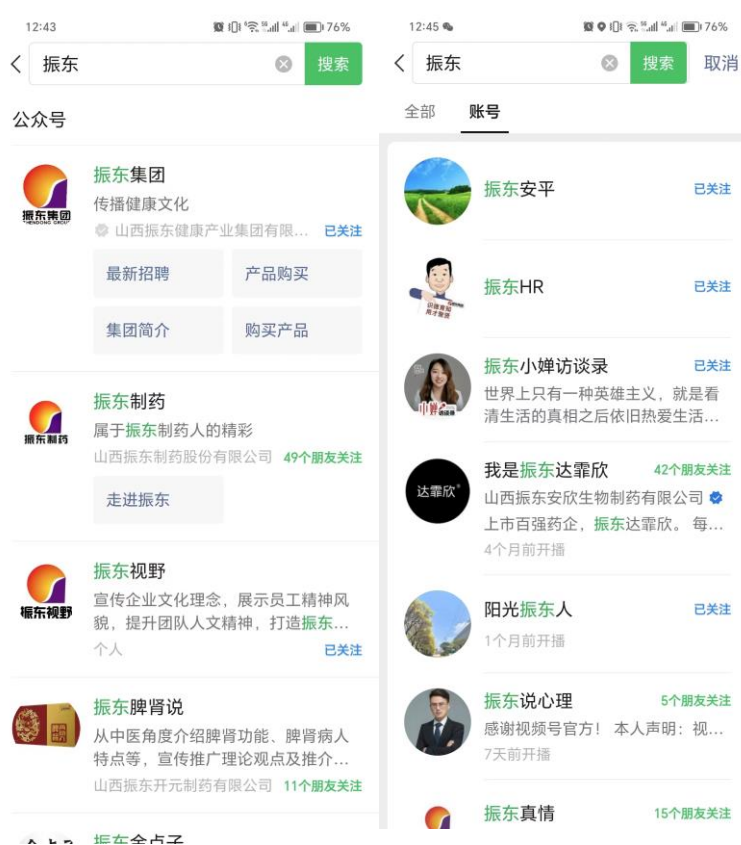 12:43
76%
振东
搜索
公众号
振东集团
振东集团
传播健康文化
山西振东健康产业集团有限... 已关注
最新招聘
产品购买
集团简介
购买产品
振东制药
振东制药
属于振东制药人的精彩
山西振东制药股份有限公司 49个朋友关注
走进振东
振东视野
振东视野
宣传企业文化理念，展示员工精神风
貌，提升团队人文精神，打造振东...
个人 已关注
振东脾肾说
从中医角度介绍脾肾功能、脾肾病人
特点等，宣传推广理论观点及推介...
山西振东开元制药有限公司 11个朋友关注
振东金点子
12:45
76%
振东
搜索
取消
全部
账号
振东安平
已关注
振东HR
已关注
振东小婵访谈录
已关注
世界上只有一种英雄主义，就是看
清生活的真相之后依旧热爱生活...
达霏欣
我是振东达霏欣
42个朋友关注
山西振东安欣生物制药有限公司
上市百强药企，振东达霏欣。 每...
4个月前开播
阳光振东人
已关注
1个月前开播
振东说心理
5个朋友关注
感谢视频号官方！ 本人声明：视...
7天前开播
振东真情
15个朋友关注